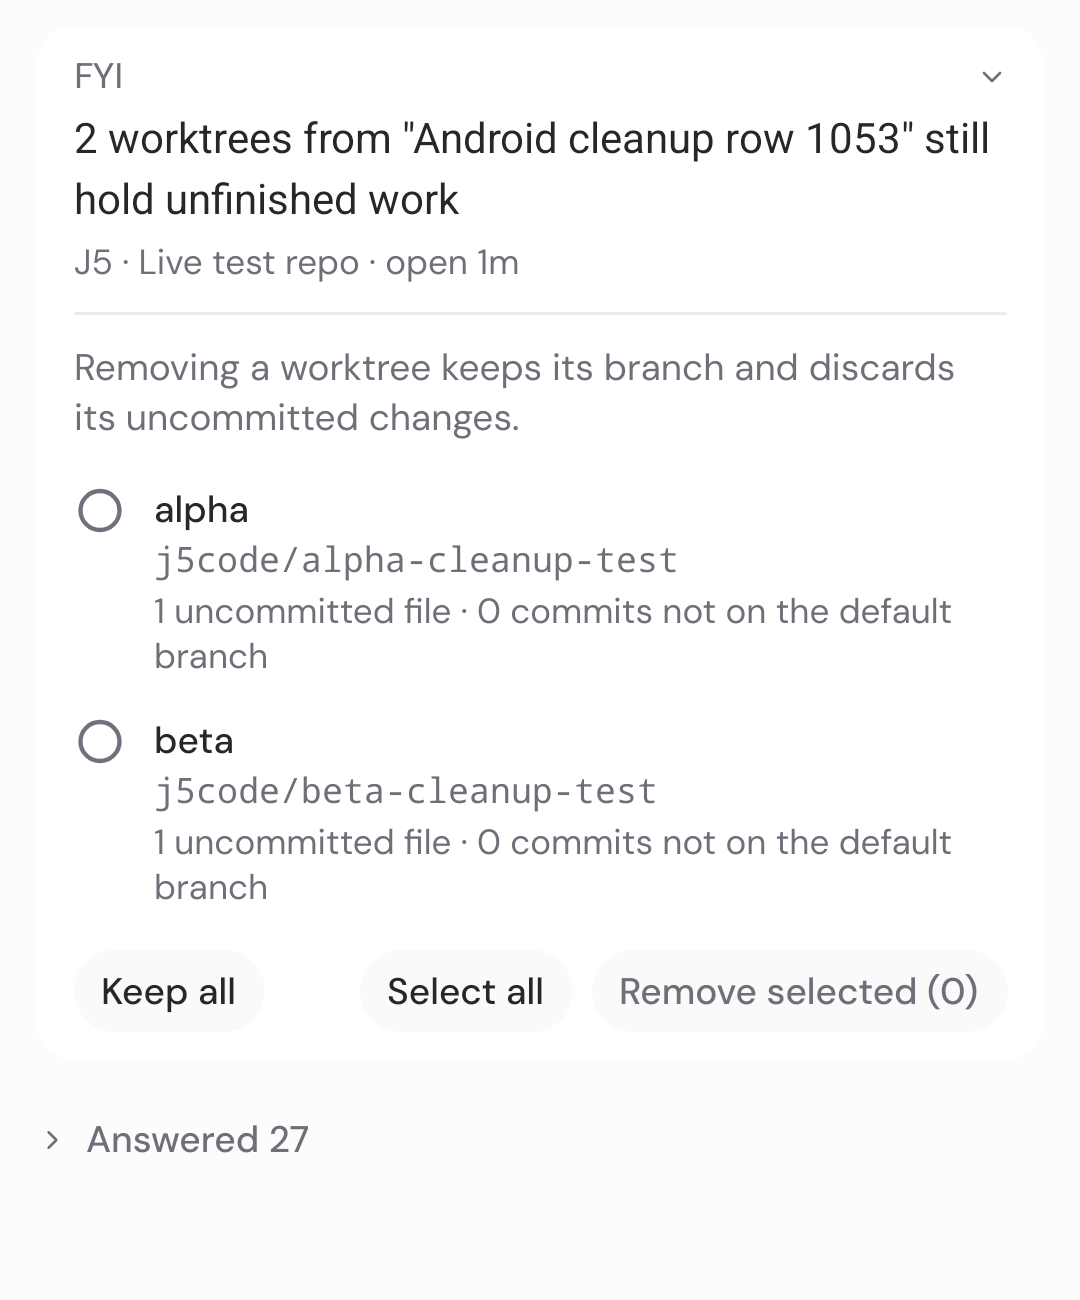 FYI
2 worktrees from "Android cleanup row 1053" still
hold unfinished work
J5 · Live test repo · open 1m
Removing a worktree keeps its branch and discards
its uncommitted changes.
alpha
j5code/alpha-cleanup-test
1 uncommitted file · 0 commits not on the default
branch
beta
j5code/beta-cleanup-test
1 uncommitted file · 0 commits not on the default
branch
Keep all
Select all
Remove selected (0)
Answered 27